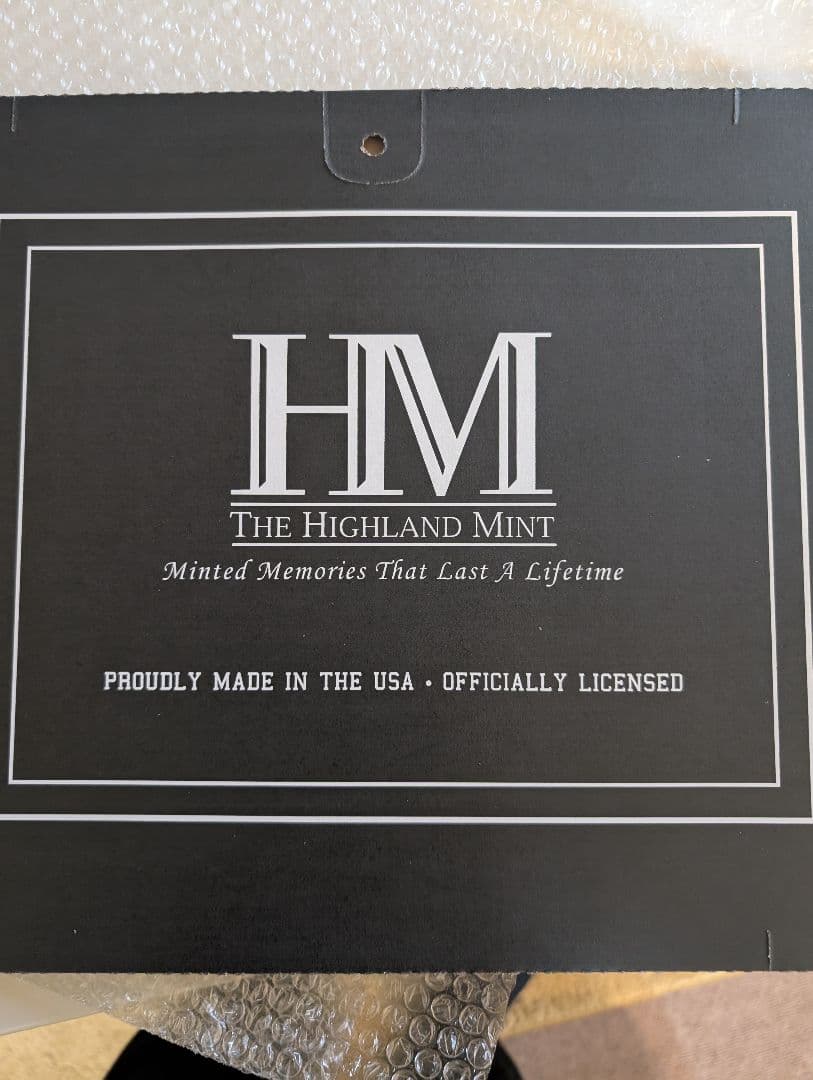 HM
THE HIGHLAND MINT
Minted Memories That Last A Lifetime
PROUDLY MADE IN THE USA • OFFICIALLY LICENSED